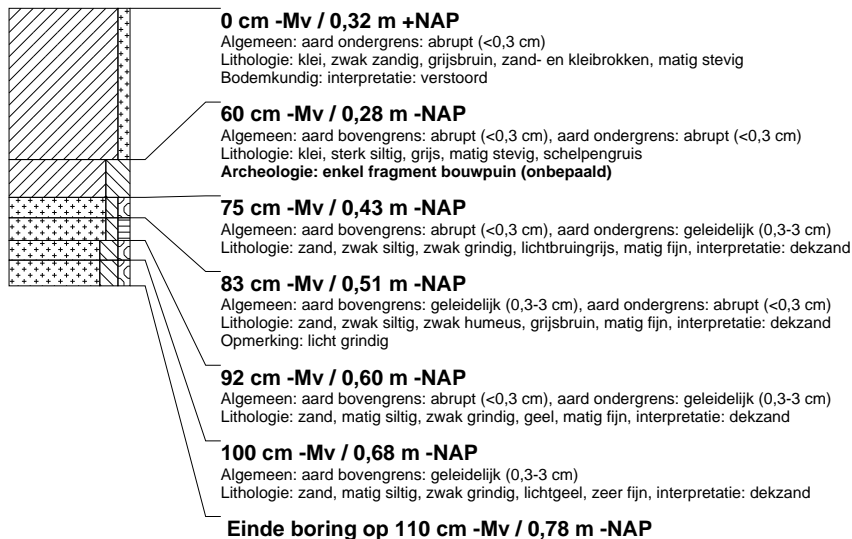 0 cm -Mv / 0,32 m +NAP
Algemeen: aard ondergrens: abrupt (<0,3 cm)
Lithologie: klei, zwak zandig, grijsbruin, zand- en kleibrokken, matig stevig
Bodemkundig: interpretatie: verstoord
60 cm -Mv / 0,28 m -NAP
Algemeen: aard bovengrens: abrupt (<0,3 cm), aard ondergrens: abrupt (<0,3 cm)
Lithologie: klei, sterk siltig, grijs, matig stevig, schelpengruis
Archeologie: enkel fragment bouwpuin (onbepaald)
75 cm -Mv / 0,43 m -NAP
Algemeen: aard bovengrens: abrupt (<0,3 cm), aard ondergrens: geleidelijk (0,3-3 cm)
Lithologie: zand, zwak siltig, zwak grindig, lichtbruingrijs, matig fijn, interpretatie: dekzand
83 cm -Mv / 0,51 m -NAP
Algemeen: aard bovengrens: geleidelijk (0,3-3 cm), aard ondergrens: abrupt (<0,3 cm)
Lithologie: zand, zwak siltig, zwak humeus, grijsbruin, matig fijn, interpretatie: dekzand
Opmerking: licht grindig
92 cm -Mv / 0,60 m -NAP
Algemeen: aard bovengrens: abrupt (<0,3 cm), aard ondergrens: geleidelijk (0,3-3 cm)
Lithologie: zand, matig siltig, zwak grindig, geel, matig fijn, interpretatie: dekzand
100 cm -Mv / 0,68 m -NAP
Algemeen: aard bovengrens: geleidelijk (0,3-3 cm)
Lithologie: zand, matig siltig, zwak grindig, lichtgeel, zeer fijn, interpretatie: dekzand
Einde boring op 110 cm -Mv / 0,78 m -NAP